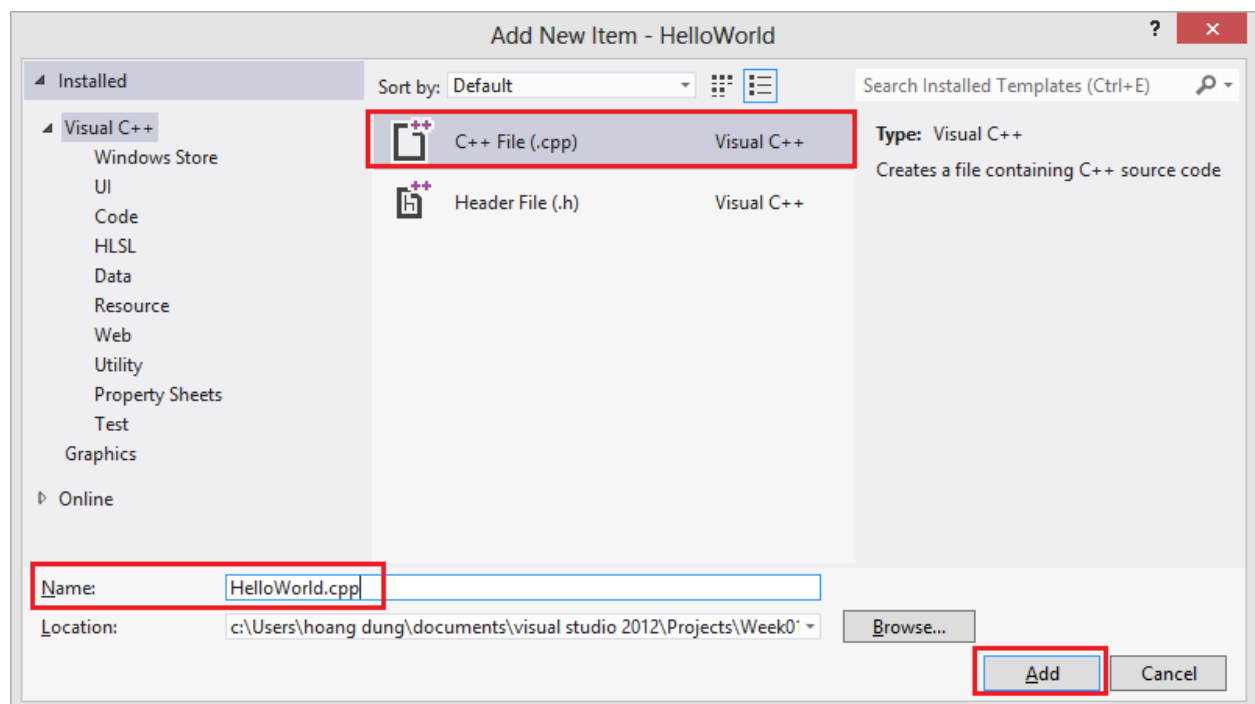 Add New Item - HelloWorld
?
Installed
Sort by: Default
Search Installed Templates (Ctrl+E)
Visual C++
Windows Store
UI
Code
HLSL
Data
Resource
Web
Utility
Property Sheets
Test
Graphics
Online
C++ File (.cpp) Visual C++
Header File (.h) Visual C++
Type: Visual C++
Creates a file containing C++ source code
Name: HelloWorld.cpp
Location: c:\Users\hoang dung\documents\visual studio 2012\Projects\Week01
Browse...
Add
Cancel